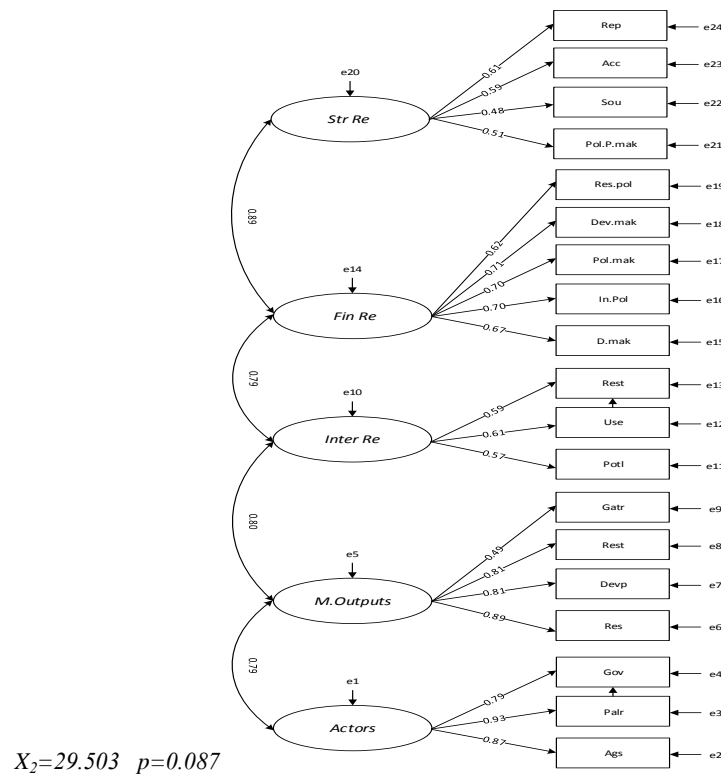 Rep
e24
0.61
e20
Acc
e23
0.59
Str Re
Sou
e22
0.48
Pol.P.mak
e21
0.51
0.89
Res.pol
e19
0.62
Dev.mak
e18
0.71
e14
Pol.mak
e17
0.70
Fin Re
In.Pol
e16
0.70
D.mak
e15
0.67
0.79
Rest
e13
0.59
e10
Use
e12
0.61
Inter Re
Potl
e11
0.57
0.80
Gatr
e9
0.49
Rest
e8
0.81
e5
Devp
e7
0.81
M.Outputs
Res
e6
0.89
0.79
Gov
e4
0.79
e1
Palr
e3
0.93
Actors
Ags
e2
0.87
X2=29.503 p=0.087